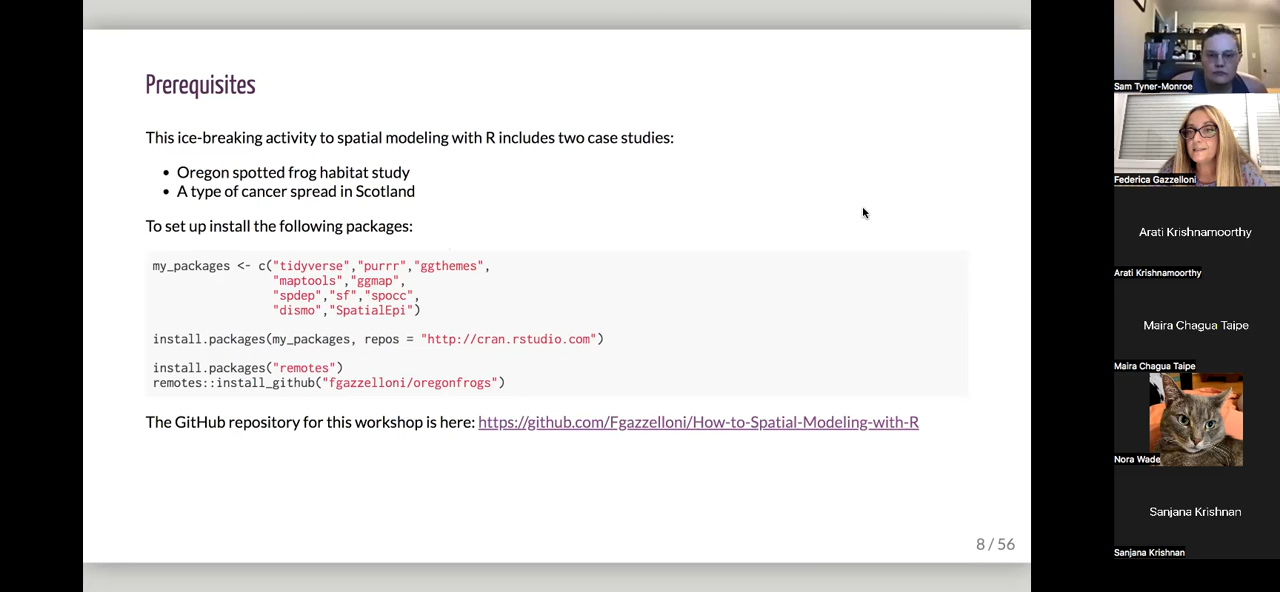 Prerequisites
This ice-breaking activity to spatial modeling with R includes two case studies:
• Oregon spotted frog habitat study
• A type of cancer spread in Scotland
To set up install the following packages:
my_packages <- c("tidyverse","purrr","ggthemes",
"maptools","ggmap",
"spdep","sf","spocc",
"dismo","SpatialEpi")
install.packages(my_packages, repos = "http://cran.rstudio.com")
install.packages("remotes")
remotes::install_github("fgazzelloni/oregonfrogs")
The GitHub repository for this workshop is here: https://github.com/Fgazzelloni/How-to-Spatial-Modeling-with-R
8 / 56
Sam Tyner-Monroe
Federica Gazzelloni
Arati Krishnamoorthy
Arati Krishnamoorthy
Maira Chagua Taipe
Maira Chagua Taipe
Nora Wade
Sanjana Krishnan
Sanjana Krishnan